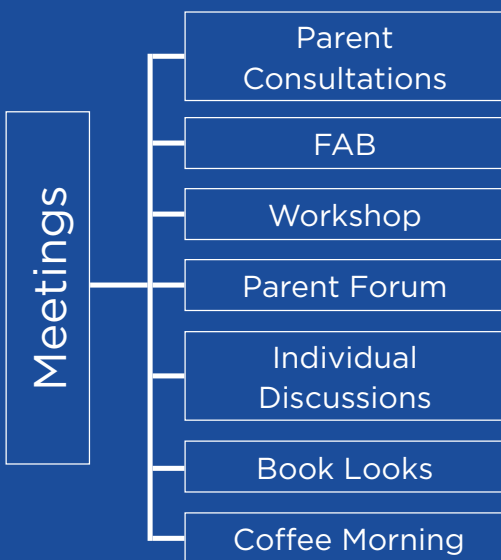 Meetings
Parent
Consultations
FAB
Workshop
Parent Forum
Individual
Discussions
Book Looks
Coffee Morning